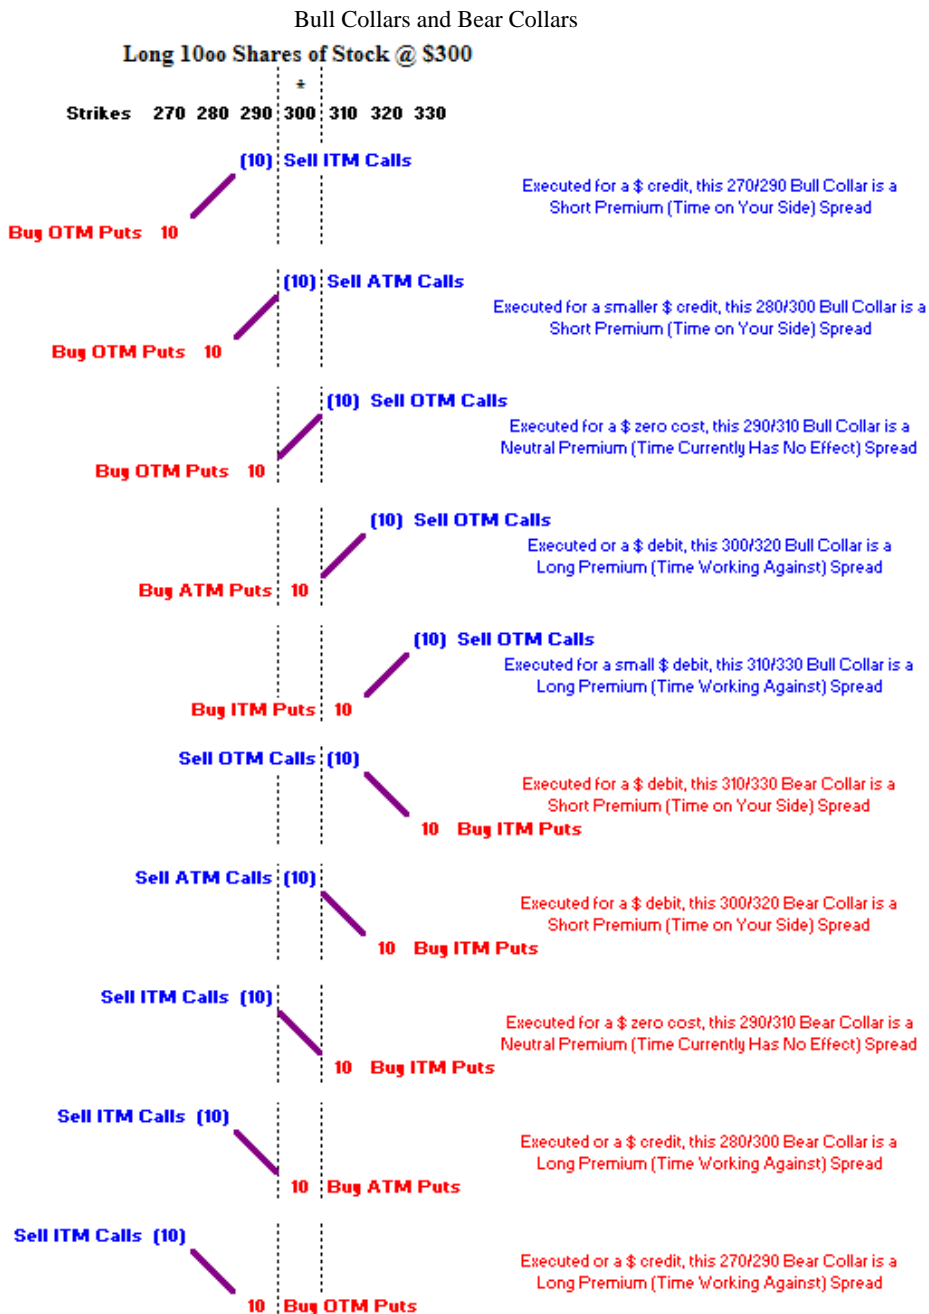 Bull Collars and Bear Collars
Long 10oo Shares of Stock @ $300
*
Strikes 270 280 290 300 310 320 330
(10) Sell ITM Calls
Executed for a $ credit, this 270/290 Bull Collar is a
Short Premium (Time on Your Side) Spread
Buy OTM Puts 10
(10) Sell ATM Calls
Executed for a smaller $ credit, this 280/300 Bull Collar is a
Short Premium (Time on Your Side) Spread
Buy OTM Puts 10
(10) Sell OTM Calls
Executed for a $ zero cost, this 290/310 Bull Collar is a
Neutral Premium (Time Currently Has No Effect) Spread
Buy OTM Puts 10
(10) Sell OTM Calls
Executed or a $ debit, this 300/320 Bull Collar is a
Long Premium (Time Working Against) Spread
Buy ATM Puts 10
(10) Sell OTM Calls
Executed for a small $ debit, this 310/330 Bull Collar is a
Long Premium (Time Working Against) Spread
Buy ITM Puts 10
Sell OTM Calls (10)
Executed for a $ debit, this 310/330 Bear Collar is a
Short Premium (Time on Your Side) Spread
10 Buy ITM Puts
Sell ATM Calls (10)
Executed for a $ debit, this 300/320 Bear Collar is a
Short Premium (Time on Your Side) Spread
10 Buy ITM Puts
Sell ITM Calls (10)
Executed for a $ zero cost, this 290/310 Bear Collar is a
Neutral Premium (Time Currently Has No Effect) Spread
10 Buy ITM Puts
Sell ITM Calls (10)
Executed or a $ credit, this 280/300 Bear Collar is a
Long Premium (Time Working Against) Spread
10 Buy ATM Puts
Sell ITM Calls (10)
Executed or a $ credit, this 270/290 Bear Collar is a
Long Premium (Time Working Against) Spread
10 Buy OTM Puts